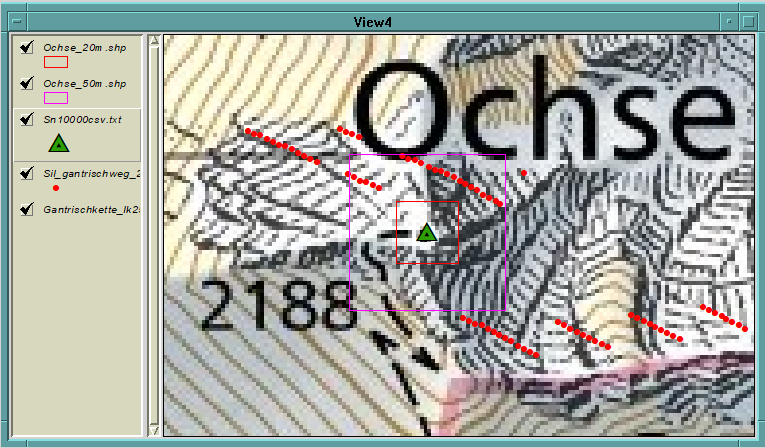 View4
Ochse_20m.shp
Ochse_50m.shp
Sn10000csv.txt
Sil_gantrischweg_2
Gantrischkette_lk2
Ochse
2188